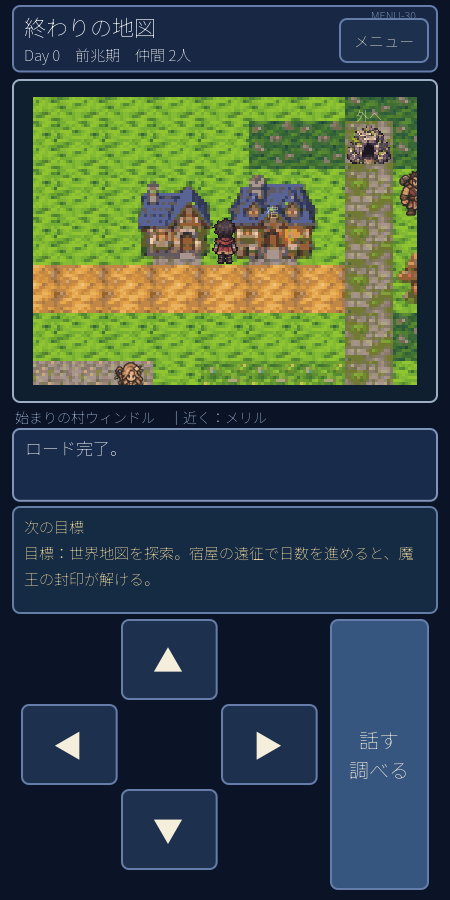 MENU-30
終わりの地図
Day 0　前兆期　仲間 2人
メニュー
外へ
店
始まりの村ウィンドル　｜近く：メリル
ロード完了。
次の目標
目標：世界地図を探索。宿屋の遠征で日数を進めると、魔
王の封印が解ける。
▲
◀
▶
▼
話す
調べる